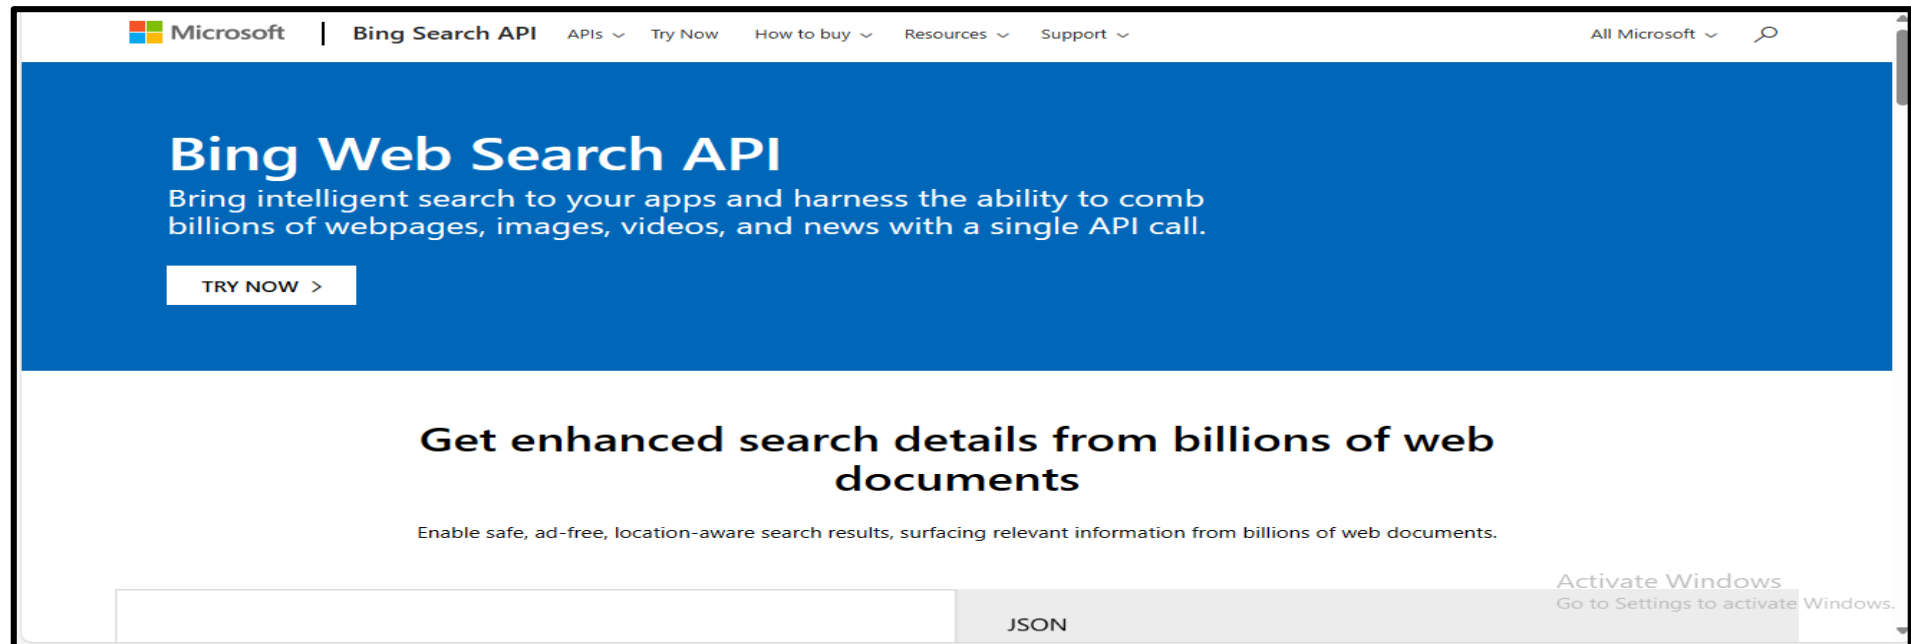 Microsoft | Bing Search API APIs Try Now How to buy Resources Support All Microsoft
Bing Web Search API
Bring intelligent search to your apps and harness the ability to comb
billions of webpages, images, videos, and news with a single API call.
TRY NOW >
Get enhanced search details from billions of web
documents
Enable safe, ad-free, location-aware search results, surfacing relevant information from billions of web documents.
Activate Windows
Go to Settings to activate Windows.
JSON